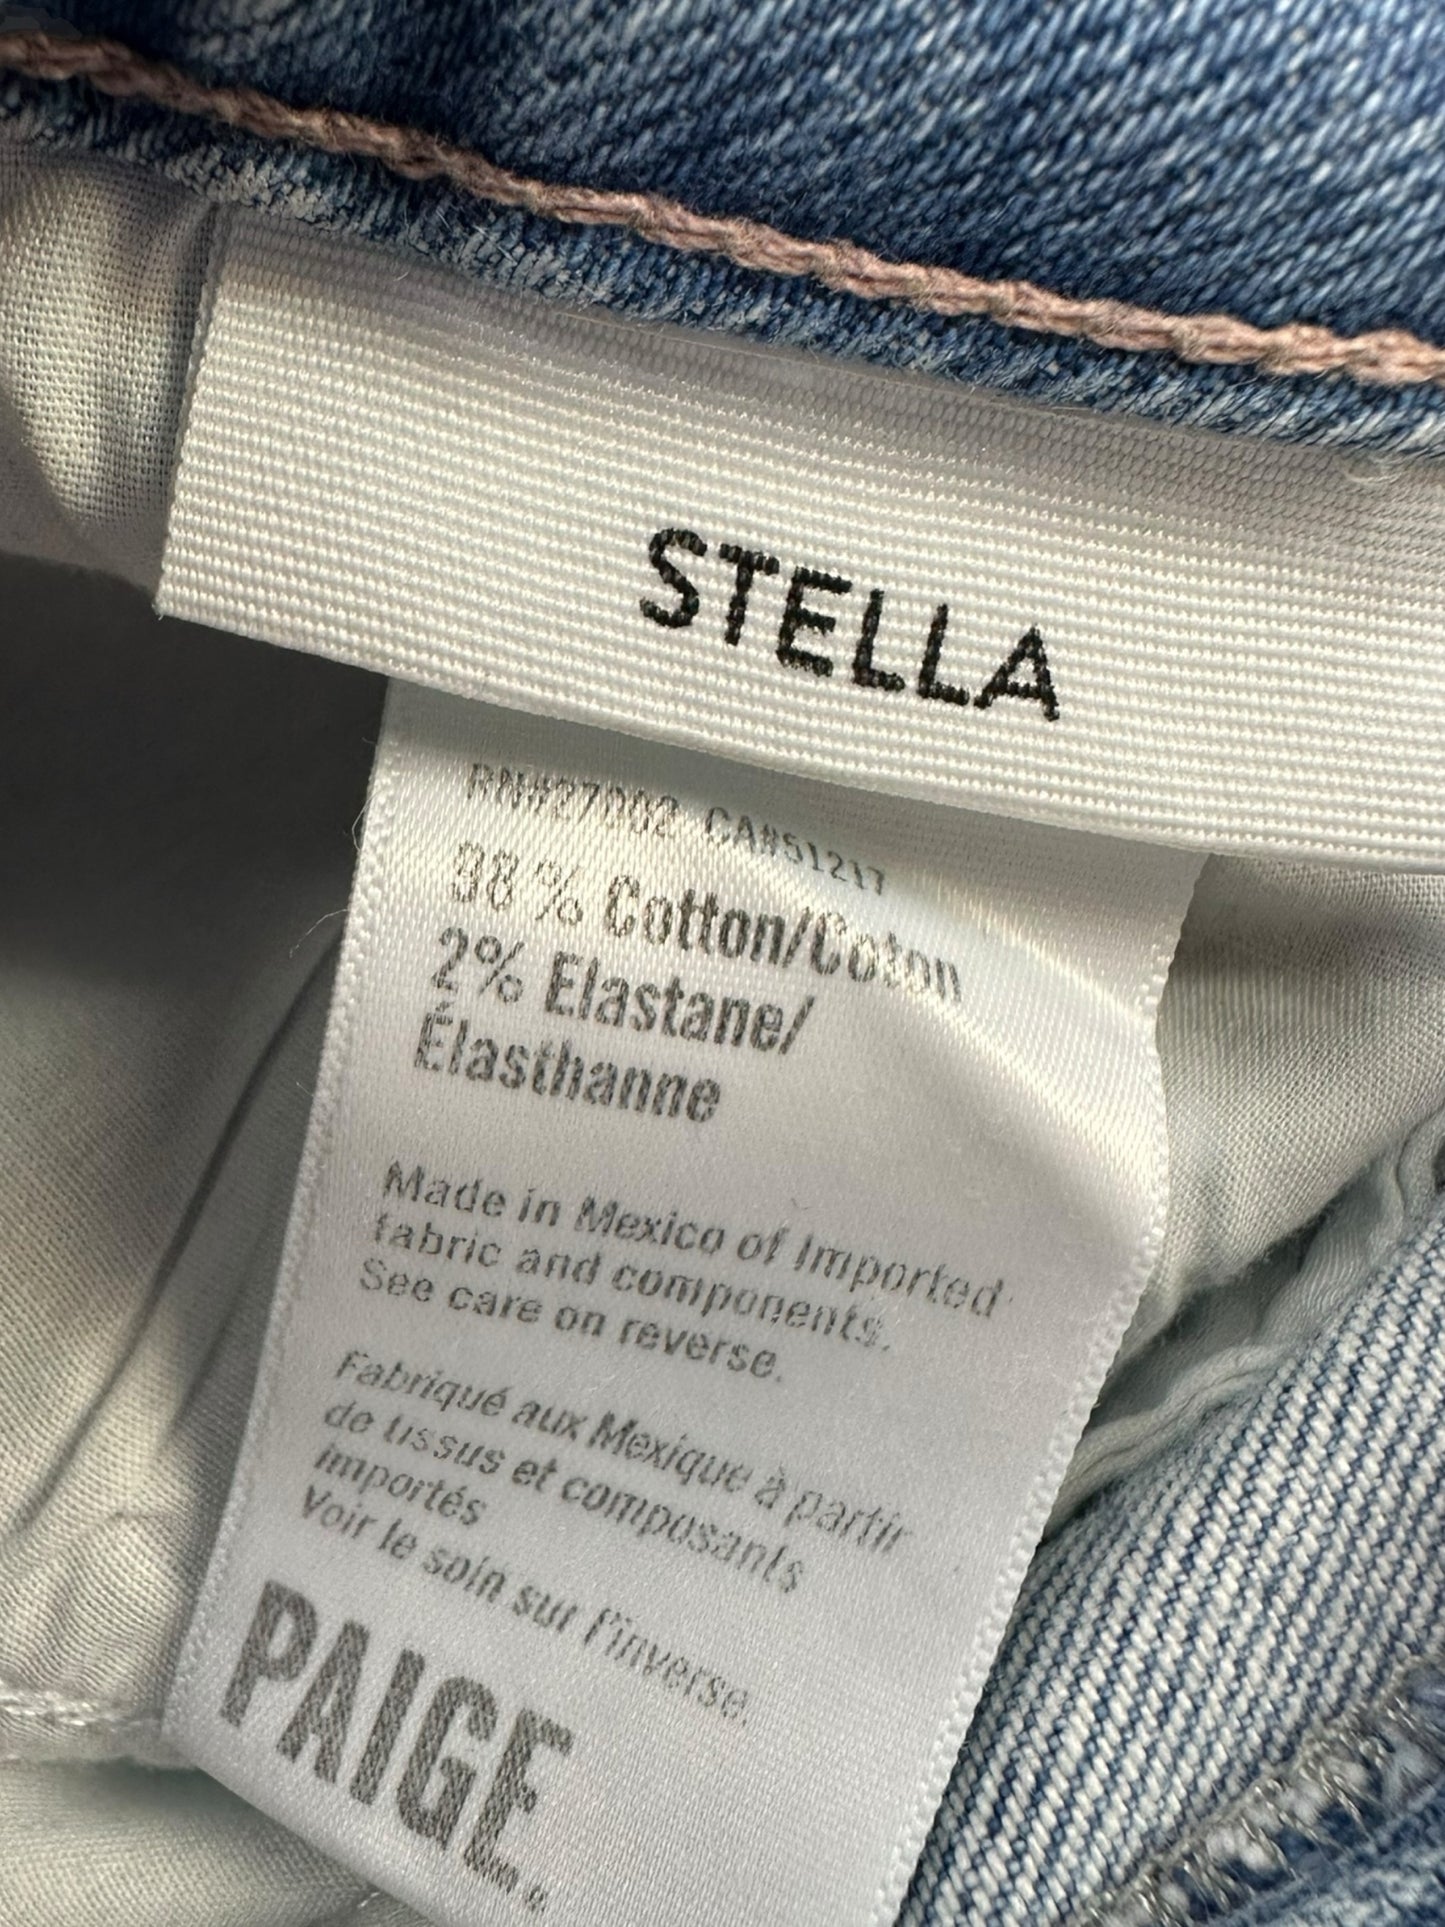 STELLA
RN#27062 CA#51217
98% Cotton/Coton
2% Elastane/
Élasthanne
Made in Mexico of Imported
fabric and components.
See care on reverse.
Fabriqué aux Mexique à partir
de tissus et composants
importés
Voir le soin sur l'inverse.
PAIGE.